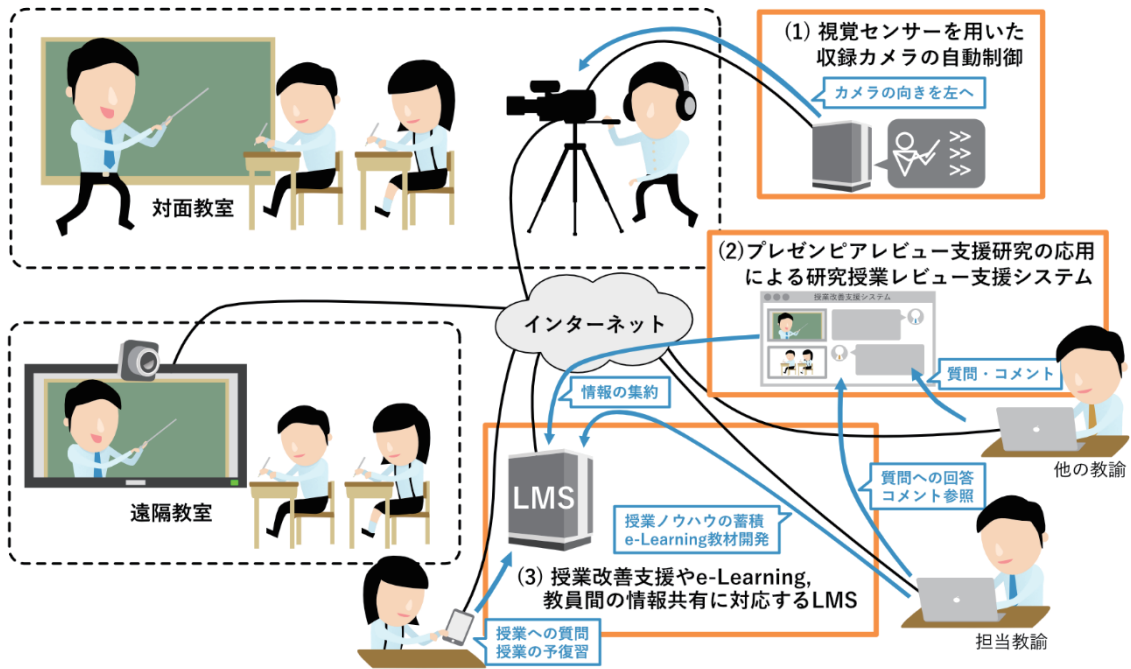 (1) 視覚センサーを用いた
収録カメラの自動制御
カメラの向きを左へ
>>
>>
>>
対面教室
(2)プレゼンピアレビュー支援研究の応用
による研究授業レビュー支援システム
授業改善支援システム
インターネット
質問・コメント
情報の集約
他の教諭
LMS
質問への回答
コメント参照
遠隔教室
授業ノウハウの蓄積
e-Learning教材開発
(3) 授業改善支援やe-Learning,
教員間の情報共有に対応するLMS
授業への質問
授業の予復習
担当教諭